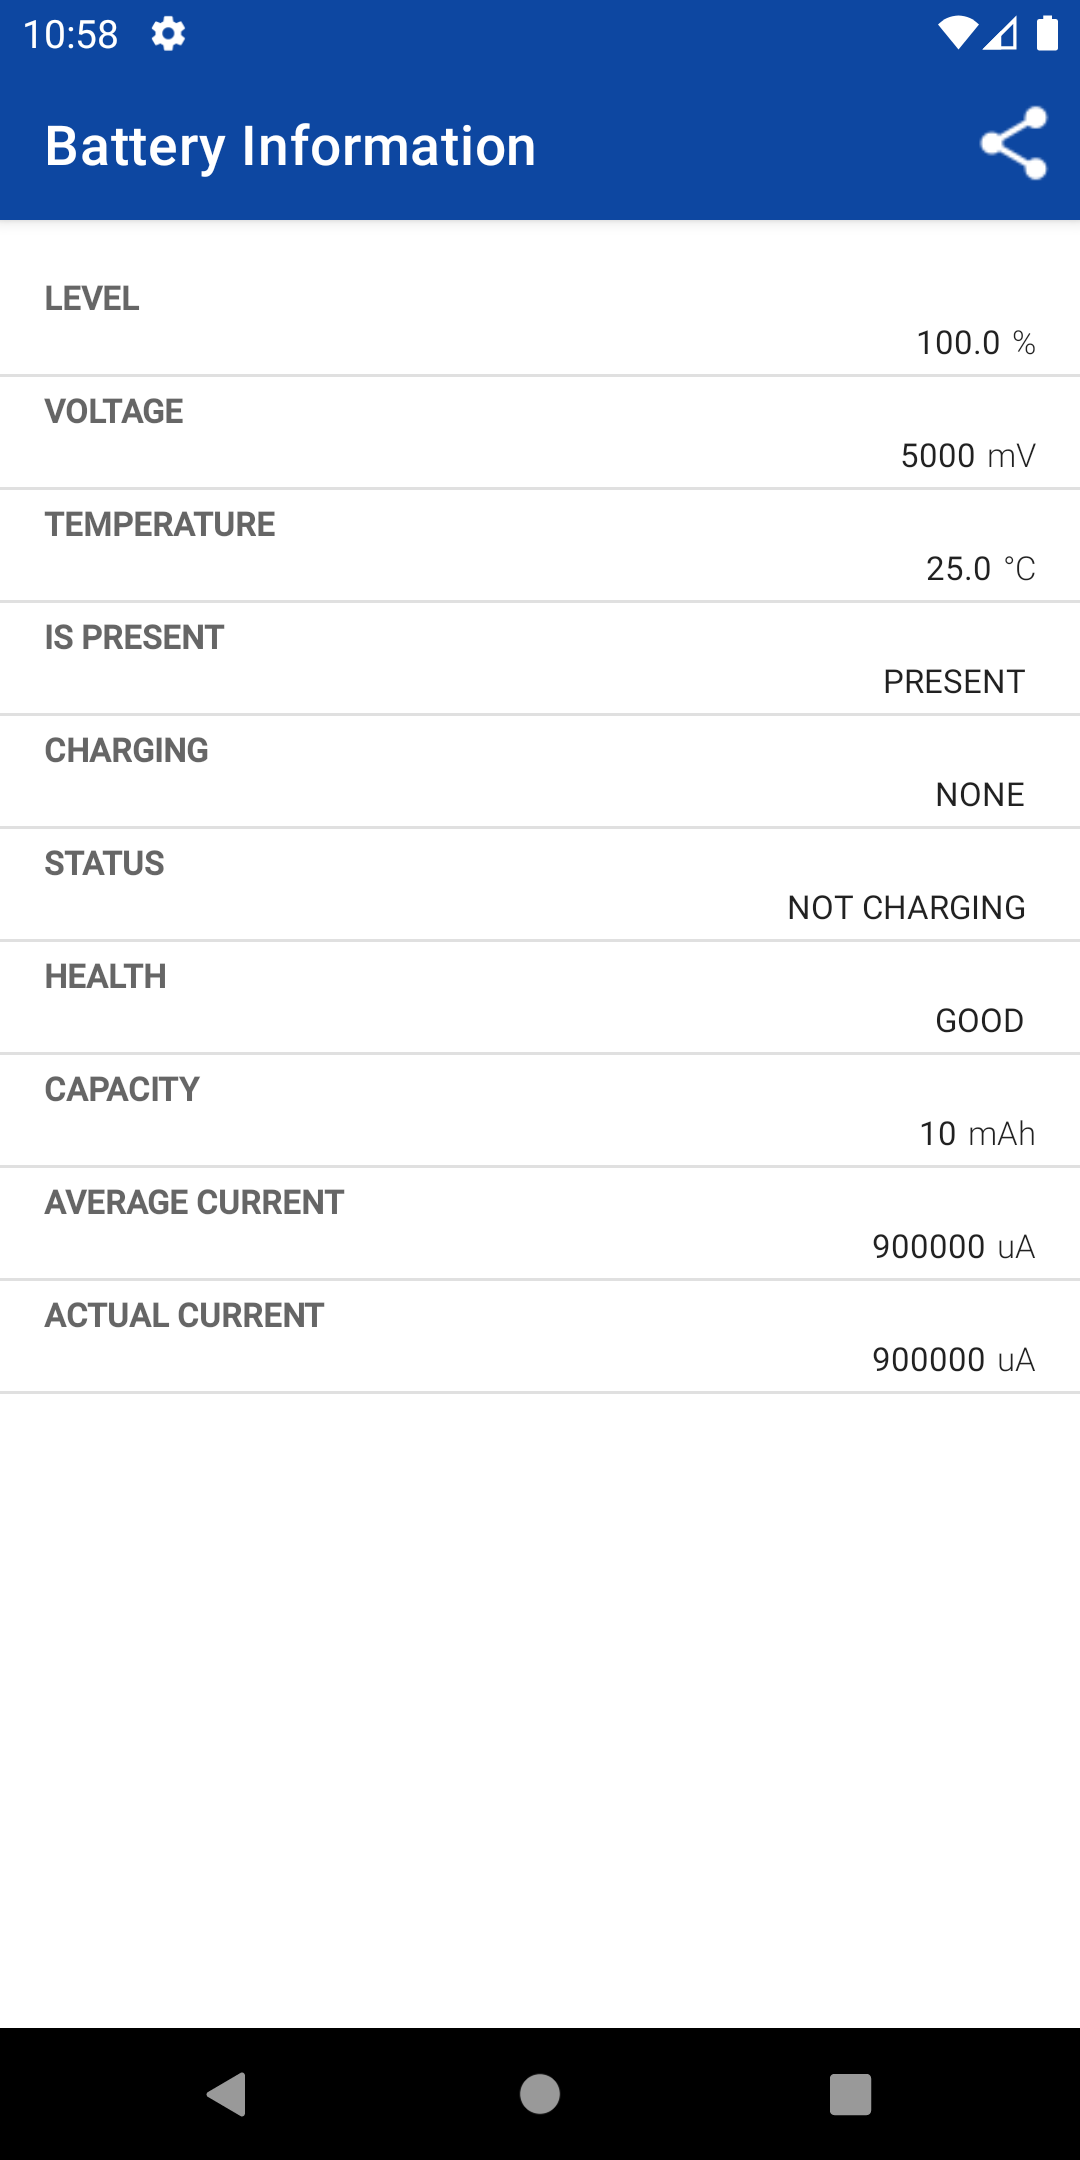 10:58
Battery Information
LEVEL
100.0 %
VOLTAGE
5000 mV
TEMPERATURE
25.0 °C
IS PRESENT
PRESENT
CHARGING
NONE
STATUS
NOT CHARGING
HEALTH
GOOD
CAPACITY
10 mAh
AVERAGE CURRENT
900000 uA
ACTUAL CURRENT
900000 uA